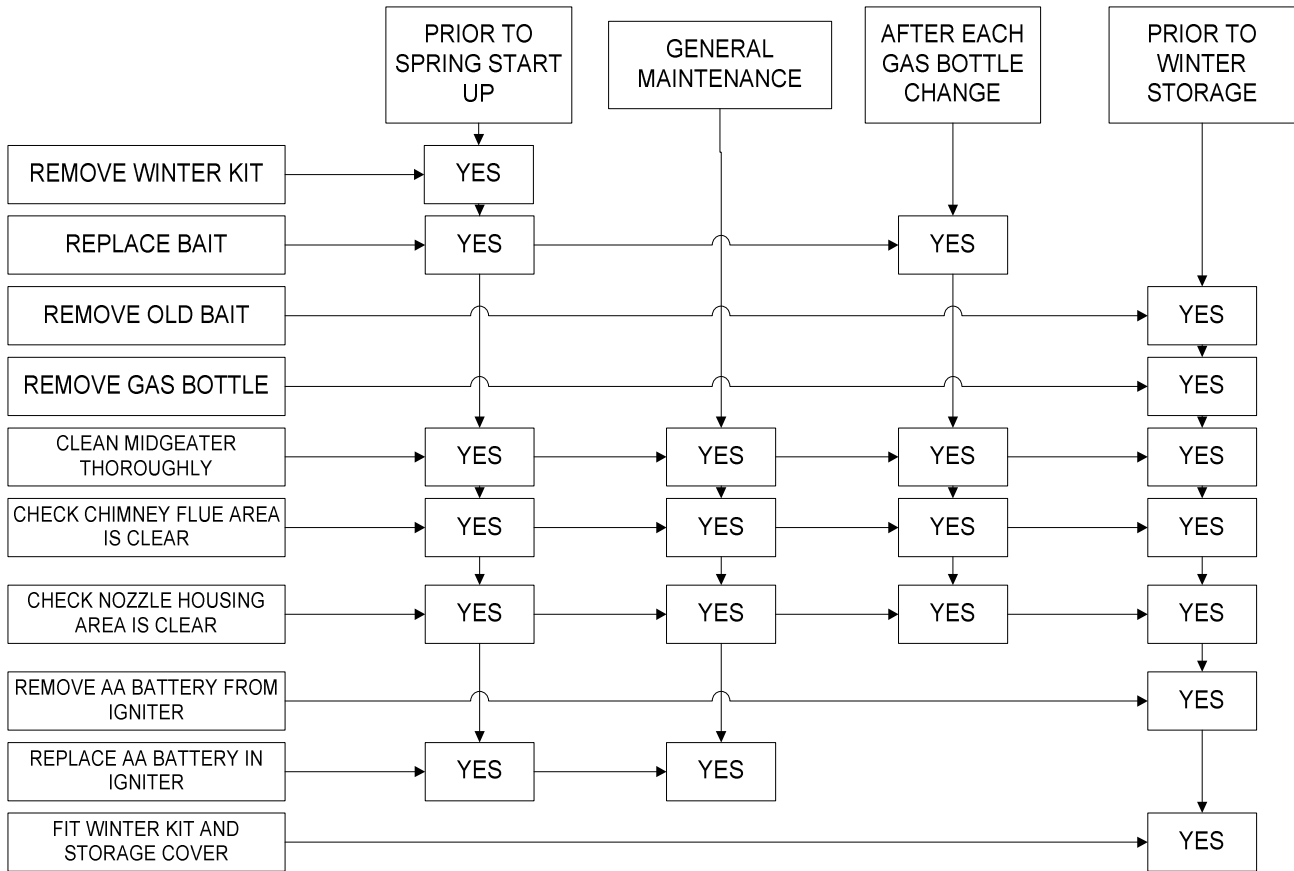 PRIOR TO
SPRING START
UP
GENERAL
MAINTENANCE
AFTER EACH
GAS BOTTLE
CHANGE
PRIOR TO
WINTER
STORAGE
REMOVE WINTER KIT
YES
REPLACE BAIT
YES
YES
REMOVE OLD BAIT
YES
REMOVE GAS BOTTLE
YES
CLEAN MIDGEATER
THOROUGHLY
YES
YES
YES
YES
CHECK CHIMNEY FLUE AREA
IS CLEAR
YES
YES
YES
YES
CHECK NOZZLE HOUSING
AREA IS CLEAR
YES
YES
YES
YES
REMOVE AA BATTERY FROM
IGNITER
YES
REPLACE AA BATTERY IN
IGNITER
YES
YES
FIT WINTER KIT AND
STORAGE COVER
YES